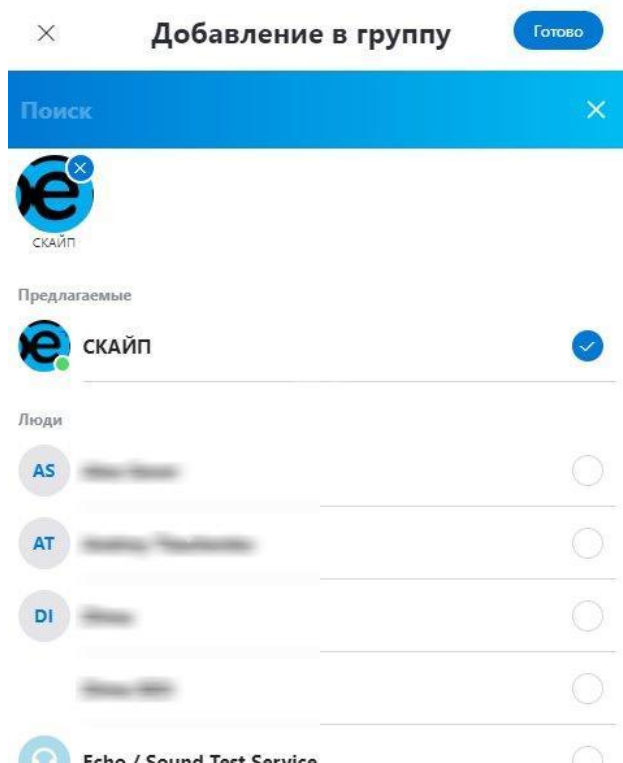 Добавление в группу
Готово
Поиск
СКАЙП
Предлагаемые
СКАЙП
Люди
AS
AT
DI
Echo / Sound Test Service